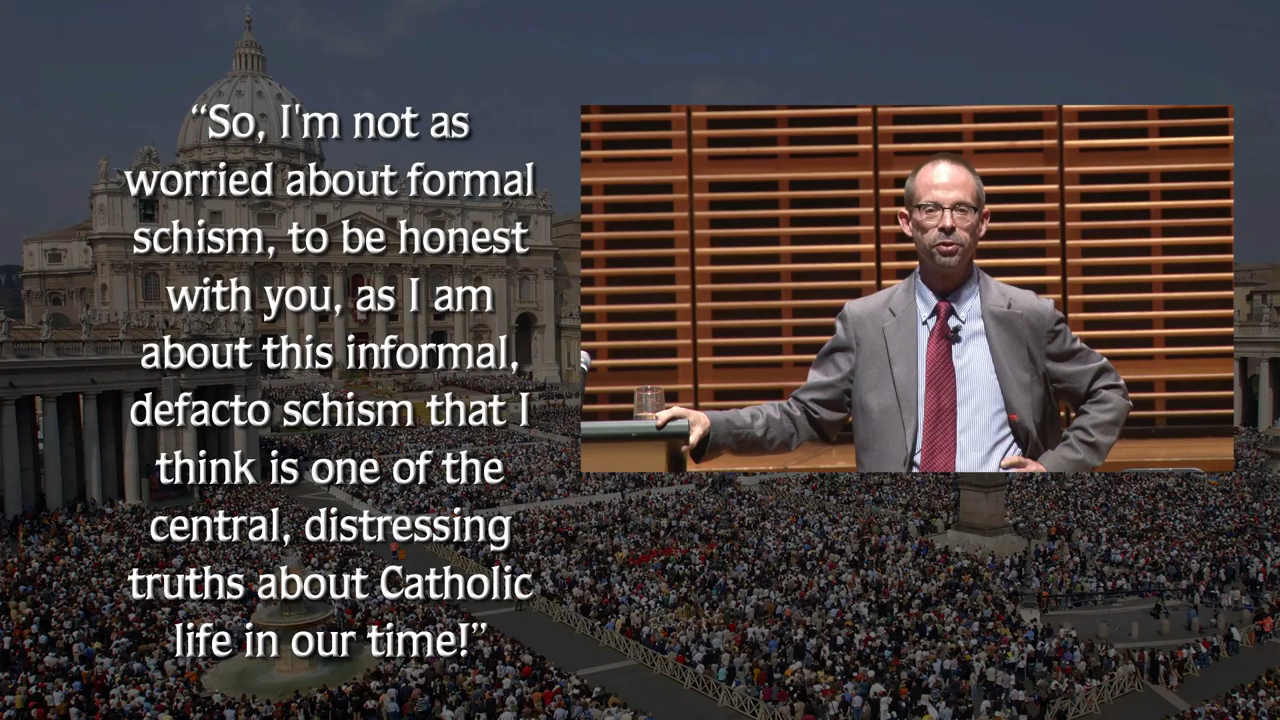 “So, I'm not as
worried about formal
schism, to be honest
with you, as I am
about this informal,
defacto schism that I
think is one of the
central, distressing
truths about Catholic
life in our time!”